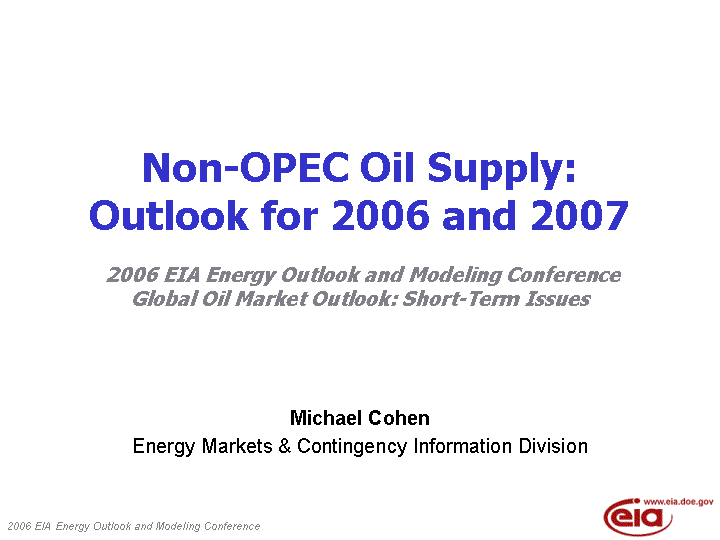 Non-OPEC Oil Supply:
Outlook for 2006 and 2007
2006 EIA Energy Outlook and Modeling Conference
Global Oil Market Outlook: Short-Term Issues
Michael Cohen
Energy Markets & Contingency Information Division
2006 EIA Energy Outlook and Modeling Conference
www.eia.doe.gov
eia